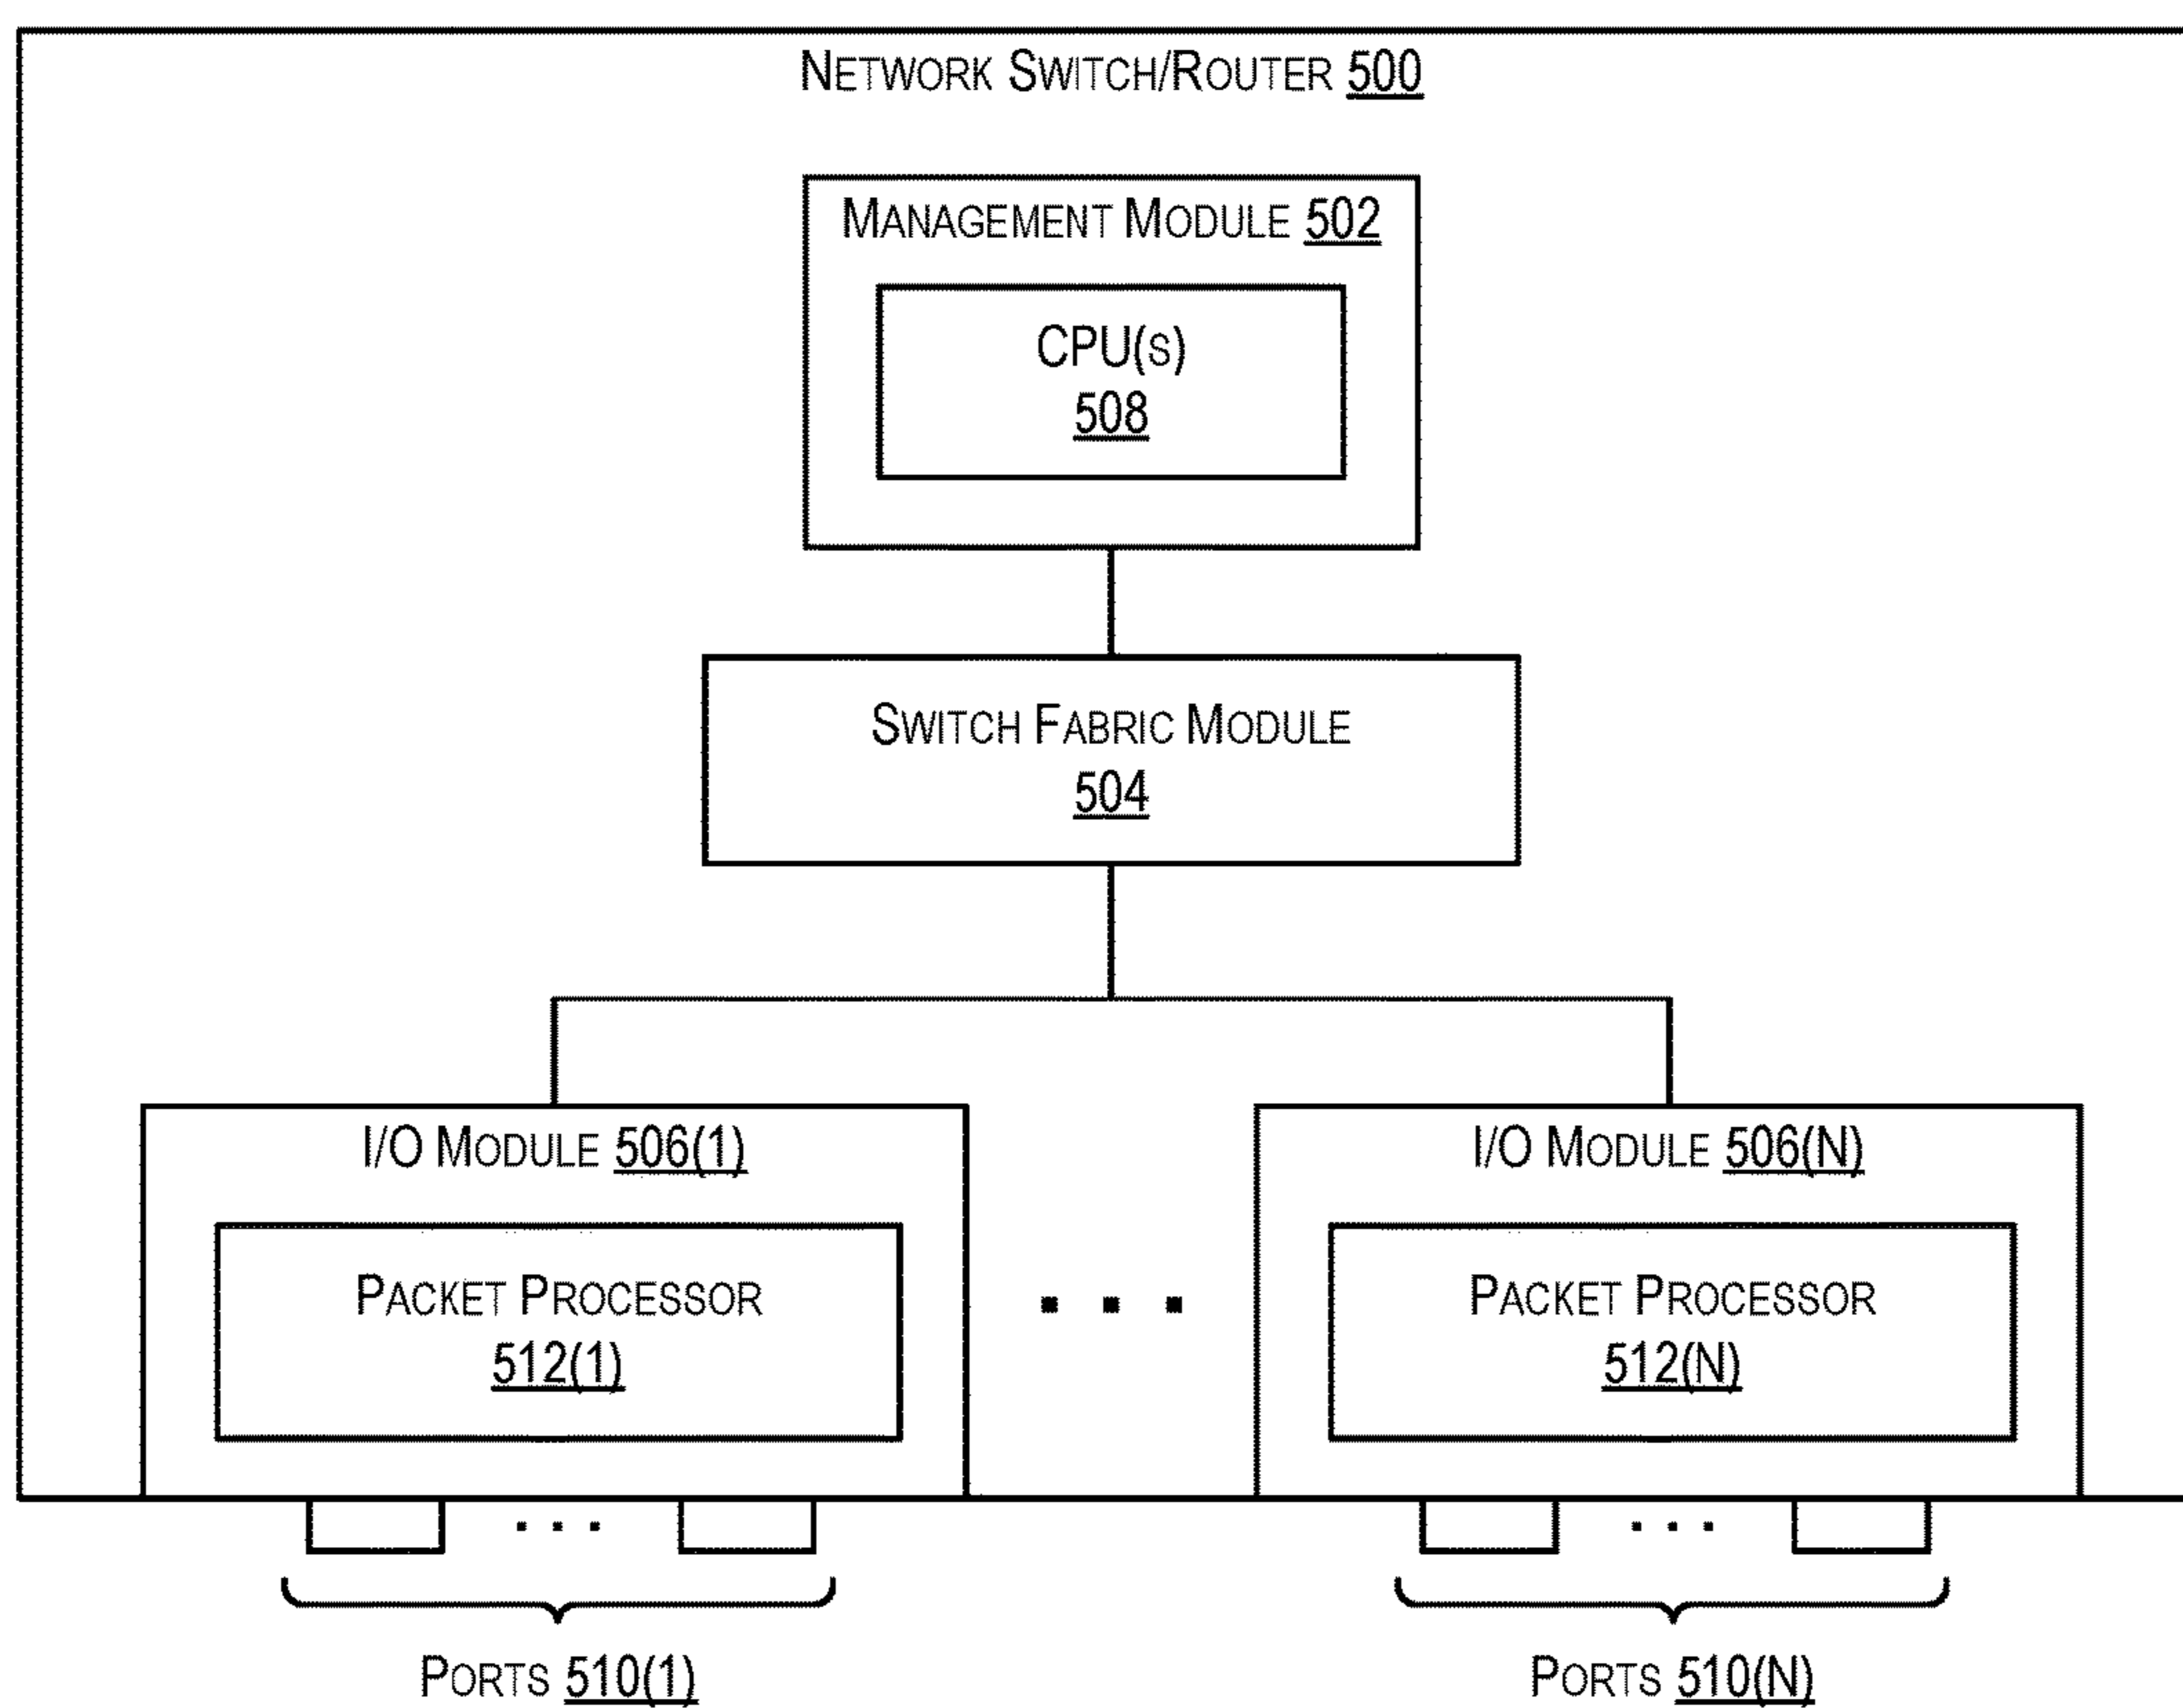 NETWORK SWITCH/ROUTER 500
MANAGEMENT MODULE 502
CPU(S)
508
SWITCH FABRIC MODULE
504
I/O MODULE 506(1)
PACKET PROCESSOR
512(1)
. . .
I/O MODULE 506(N)
PACKET PROCESSOR
512(N)
. . .
. . .
PORTS 510(1)
PORTS 510(N)